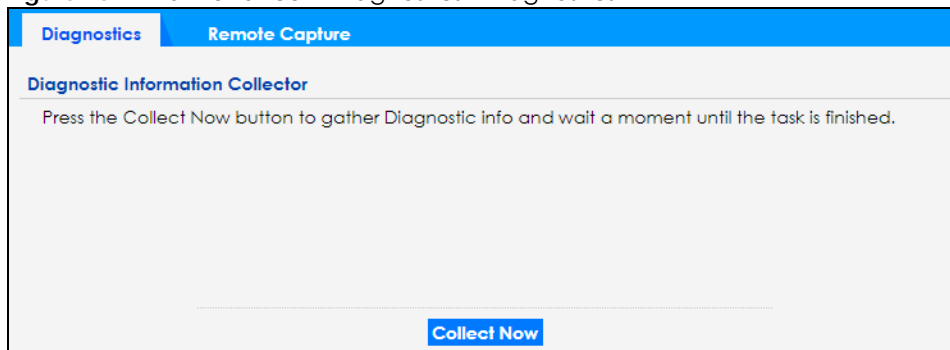 Diagnostics Remote Capture
Diagnostic Information Collector
Press the Collect Now button to gather Diagnostic info and wait a moment until the task is finished.
Collect Now